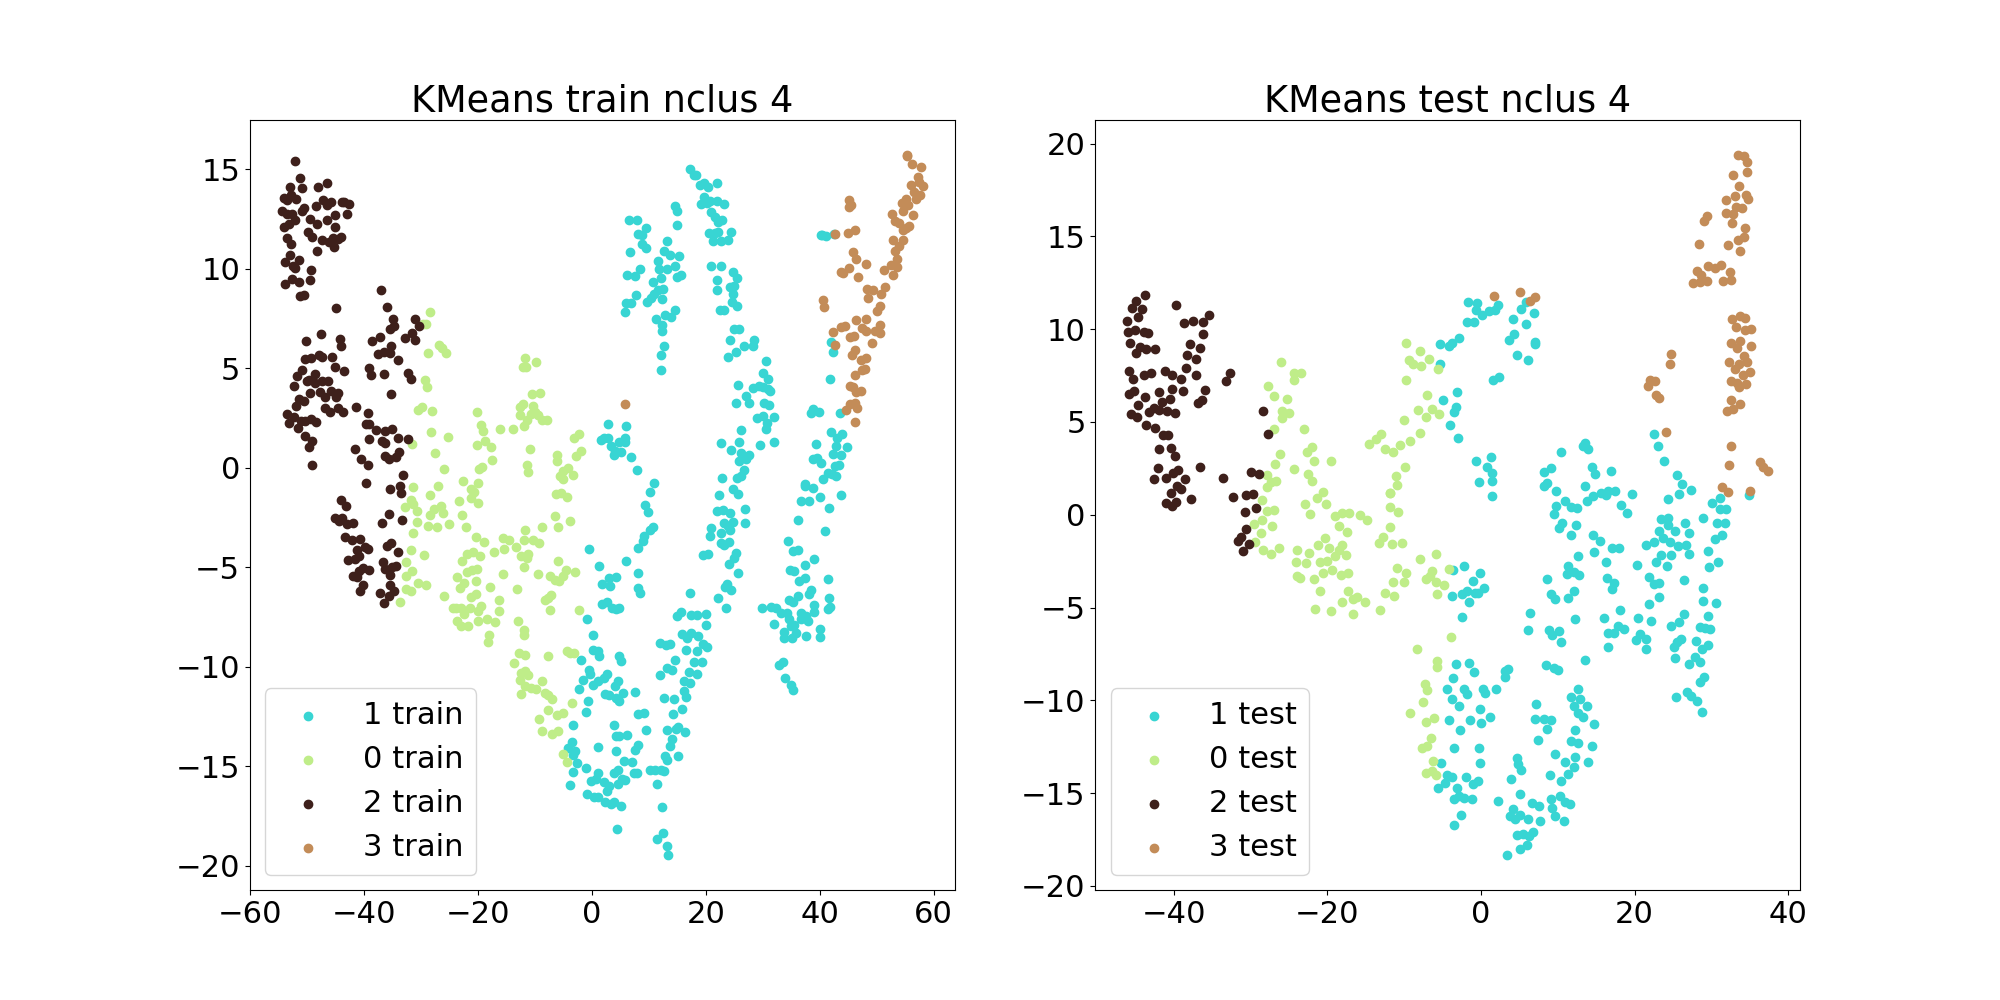 KMeans train nclus 4
15
10
5
0
−5
−10
−15
−20
−60 −40 −20 0 20 40 60
1 train
0 train
2 train
3 train
KMeans test nclus 4
20
15
10
5
0
−5
−10
−15
−20
−40 −20 0 20 40
1 test
0 test
2 test
3 test